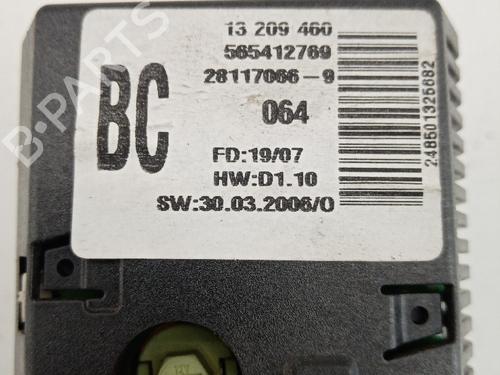 13 209 460
565412769
28117066-9
BC
064
FD:19/07
HW:D1.10
SW:30.03.2006/0
248501325682
B-PARTS